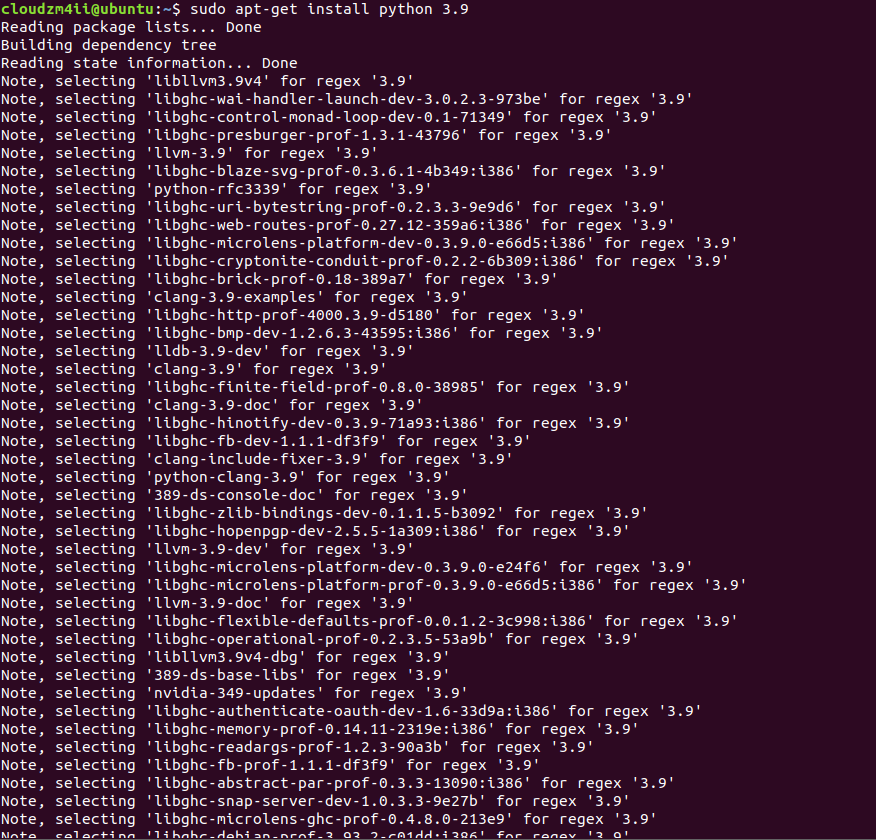 cloudzm4ii@ubuntu:~$ sudo apt-get install python 3.9
Reading package lists... Done
Building dependency tree
Reading state information... Done
Note, selecting 'libllvm3.9v4' for regex '3.9'
Note, selecting 'libghc-wai-handler-launch-dev-3.0.2.3-973be' for regex '3.9'
Note, selecting 'libghc-control-monad-loop-dev-0.1-71349' for regex '3.9'
Note, selecting 'libghc-presburger-prof-1.3.1-43796' for regex '3.9'
Note, selecting 'llvm-3.9' for regex '3.9'
Note, selecting 'libghc-blaze-svg-prof-0.3.6.1-4b349:i386' for regex '3.9'
Note, selecting 'python-rfc3339' for regex '3.9'
Note, selecting 'libghc-uri-bytestring-prof-0.2.3.3-9e9d6' for regex '3.9'
Note, selecting 'libghc-web-routes-prof-0.27.12-359a6:i386' for regex '3.9'
Note, selecting 'libghc-microlens-platform-dev-0.3.9.0-e66d5:i386' for regex '3.9'
Note, selecting 'libghc-cryptonite-conduit-prof-0.2.2-6b309:i386' for regex '3.9'
Note, selecting 'libghc-brick-prof-0.18-389a7' for regex '3.9'
Note, selecting 'clang-3.9-examples' for regex '3.9'
Note, selecting 'libghc-http-prof-4000.3.9-d5180' for regex '3.9'
Note, selecting 'libghc-bmp-dev-1.2.6.3-43595:i386' for regex '3.9'
Note, selecting 'lldb-3.9-dev' for regex '3.9'
Note, selecting 'clang-3.9' for regex '3.9'
Note, selecting 'libghc-finite-field-prof-0.8.0-38985' for regex '3.9'
Note, selecting 'clang-3.9-doc' for regex '3.9'
Note, selecting 'libghc-hinotify-dev-0.3.9-71a93:i386' for regex '3.9'
Note, selecting 'libghc-fb-dev-1.1.1-df3f9' for regex '3.9'
Note, selecting 'clang-include-fixer-3.9' for regex '3.9'
Note, selecting 'python-clang-3.9' for regex '3.9'
Note, selecting '389-ds-console-doc' for regex '3.9'
Note, selecting 'libghc-zlib-bindings-dev-0.1.1.5-b3092' for regex '3.9'
Note, selecting 'libghc-hopenpgp-dev-2.5.5-1a309:i386' for regex '3.9'
Note, selecting 'llvm-3.9-dev' for regex '3.9'
Note, selecting 'libghc-microlens-platform-dev-0.3.9.0-e24f6' for regex '3.9'
Note, selecting 'libghc-microlens-platform-prof-0.3.9.0-e66d5:i386' for regex '3.9'
Note, selecting 'llvm-3.9-doc' for regex '3.9'
Note, selecting 'libghc-flexible-defaults-prof-0.0.1.2-3c998:i386' for regex '3.9'
Note, selecting 'libghc-operational-prof-0.2.3.5-53a9b' for regex '3.9'
Note, selecting 'libllvm3.9v4-dbg' for regex '3.9'
Note, selecting '389-ds-base-libs' for regex '3.9'
Note, selecting 'nvidia-349-updates' for regex '3.9'
Note, selecting 'libghc-authenticate-oauth-dev-1.6-33d9a:i386' for regex '3.9'
Note, selecting 'libghc-memory-prof-0.14.11-2319e:i386' for regex '3.9'
Note, selecting 'libghc-readargs-prof-1.2.3-90a3b' for regex '3.9'
Note, selecting 'libghc-fb-prof-1.1.1-df3f9' for regex '3.9'
Note, selecting 'libghc-abstract-par-prof-0.3.3-13090:i386' for regex '3.9'
Note, selecting 'libghc-snap-server-dev-1.0.3.3-9e27b' for regex '3.9'
Note, selecting 'libghc-microlens-ghc-prof-0.4.8.0-213e9' for regex '3.9'
Note, selecting 'libghc-debian-prof-3.93.2-c01dd:i386' for regex '3.9'